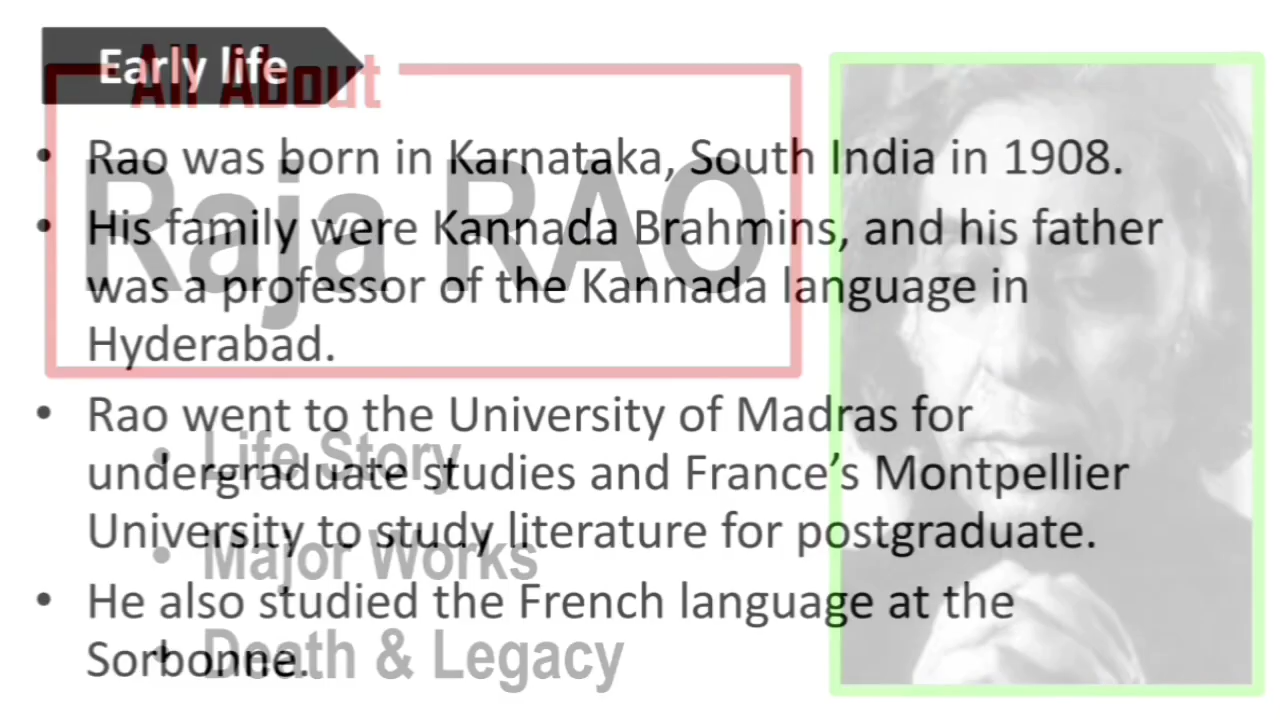 Early life
All About
• Rao was born in Karnataka, South India in 1908.
Raja RAO
• His family were Kannada Brahmins, and his father
was a professor of the Kannada language in
Hyderabad.
• Rao went to the University of Madras for
• Life Story
undergraduate studies and France’s Montpellier
University to study literature for postgraduate.
• Major Works
• He also studied the French language at the
Sorbonne.
• Death & Legacy